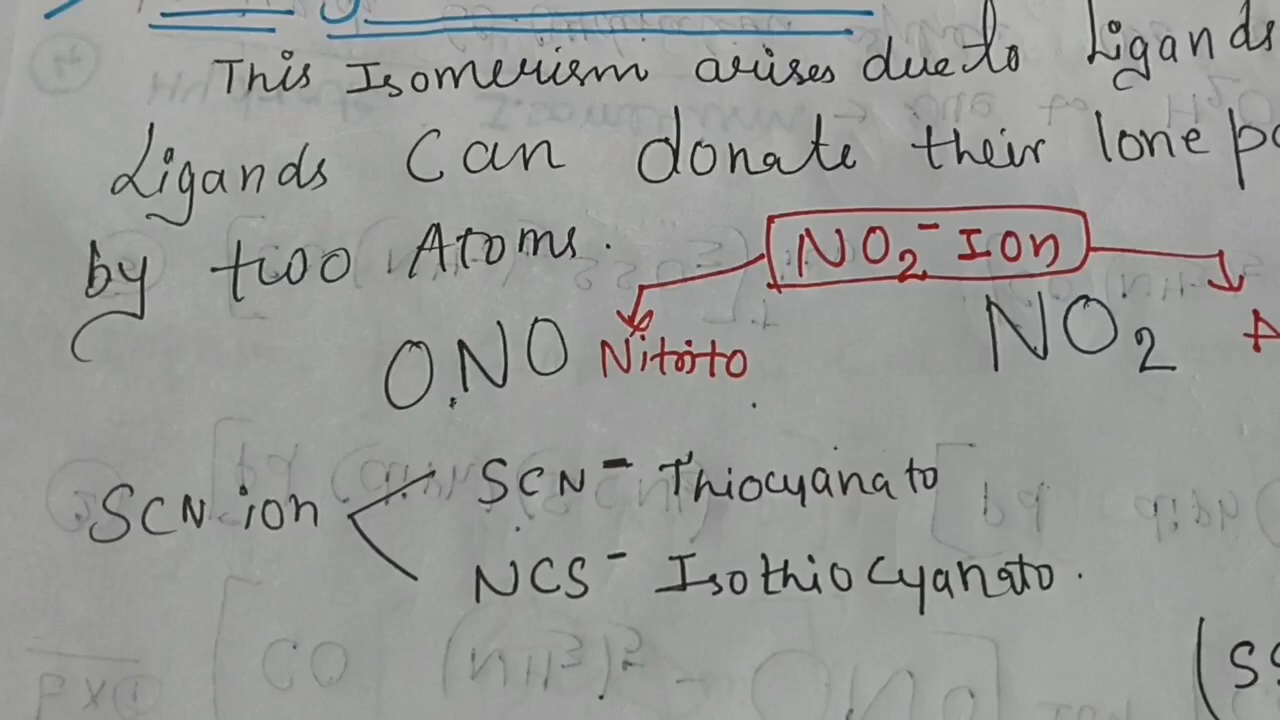 This Isomerism arises due to Ligands
Ligands Can donate their lone
by two Atoms.
NO₂⁻ Ion
ONO Nitrito
NO₂
SCN ion
SCN⁻ Thiocyanato
NCS⁻ Isothiocyanato.